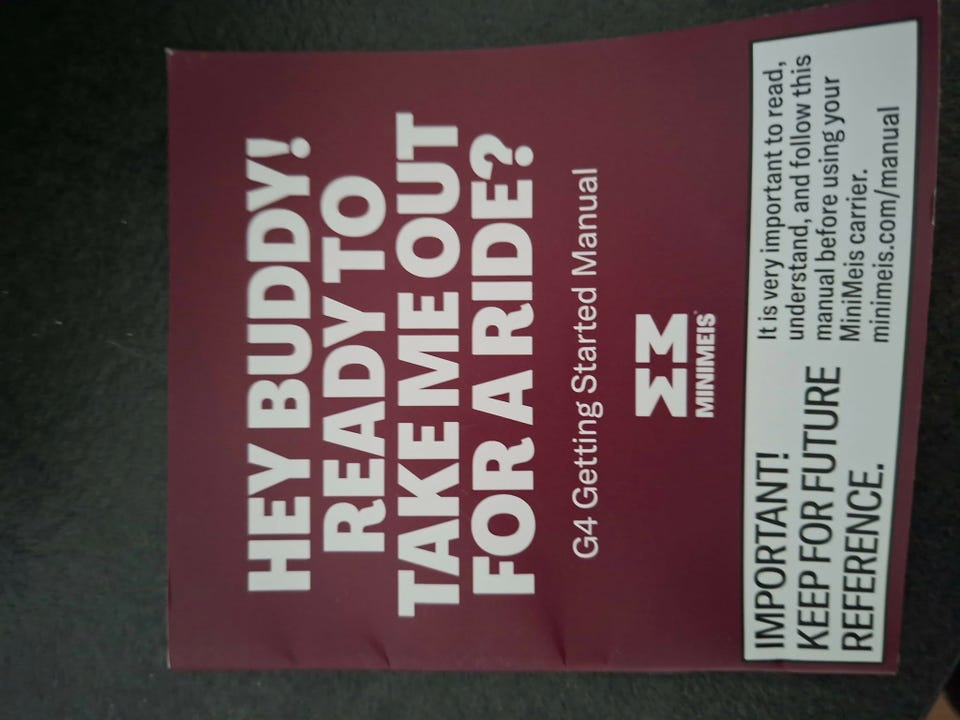 HEY BUDDY!
READY TO
TAKE ME OUT
FOR A RIDE?
G4 Getting Started Manual
MINIMEIS®
IMPORTANT!
KEEP FOR FUTURE
REFERENCE.
It is very important to read,
understand, and follow this
manual before using your
MiniMeis carrier.
minimeis.com/manual